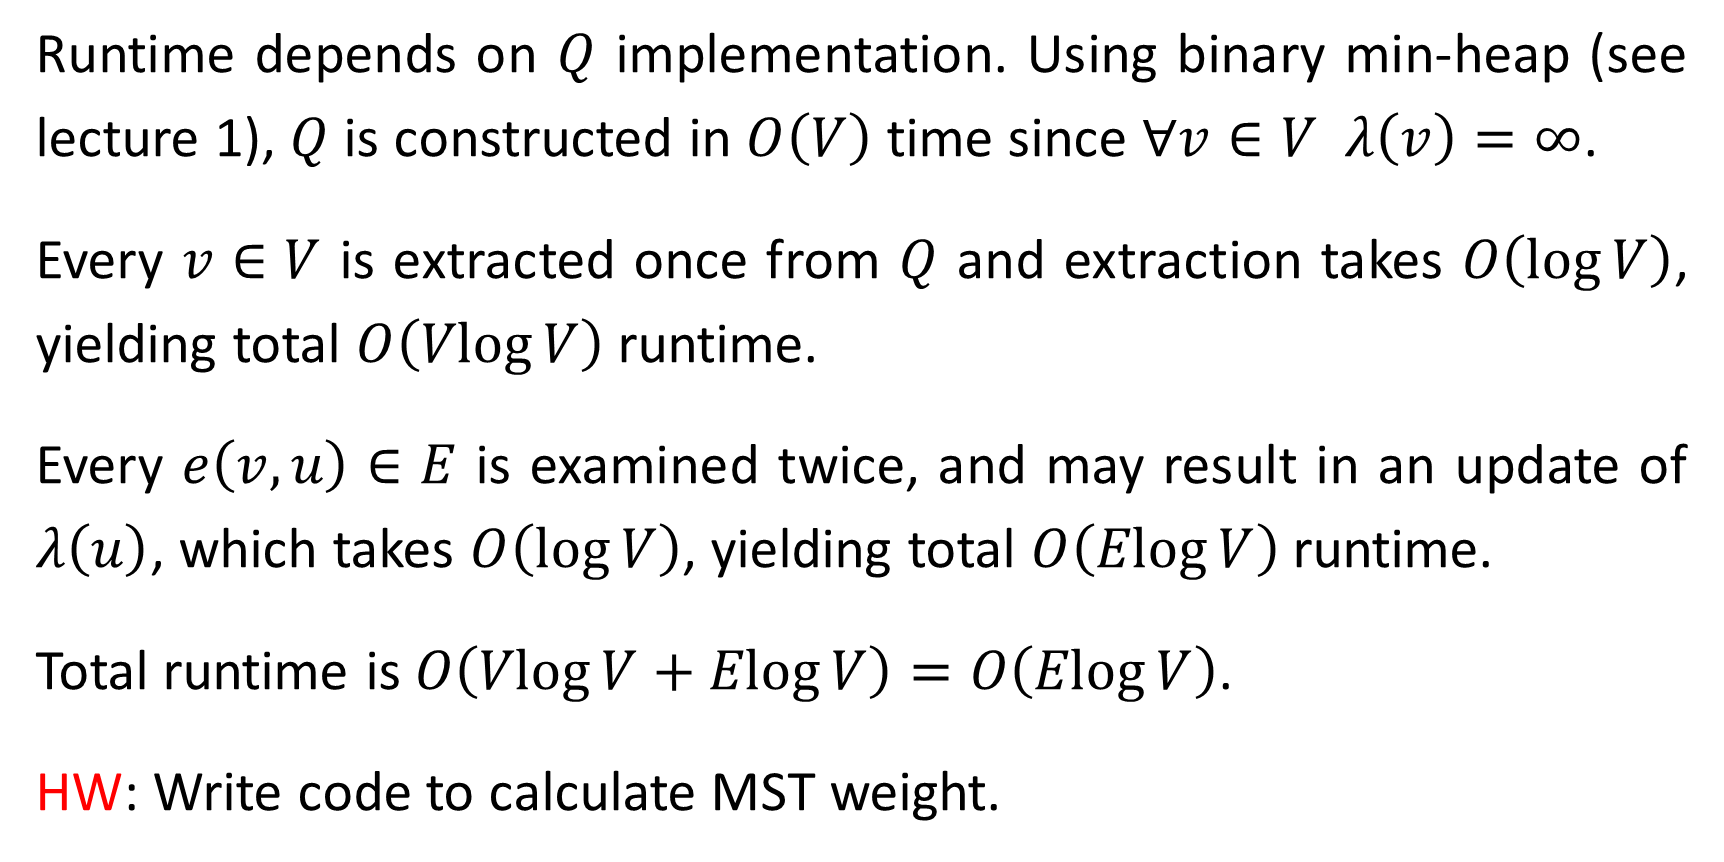 Runtime depends on Q implementation. Using binary min-heap (see
lecture 1), Q is constructed in O(V) time since ∀v ∈ V λ(v) = ∞.
Every v ∈ V is extracted once from Q and extraction takes O(log V),
yielding total O(Vlog V) runtime.
Every e(v, u) ∈ E is examined twice, and may result in an update of
λ(u), which takes O(log V), yielding total O(Elog V) runtime.
Total runtime is O(Vlog V + Elog V) = O(Elog V).
HW: Write code to calculate MST weight.